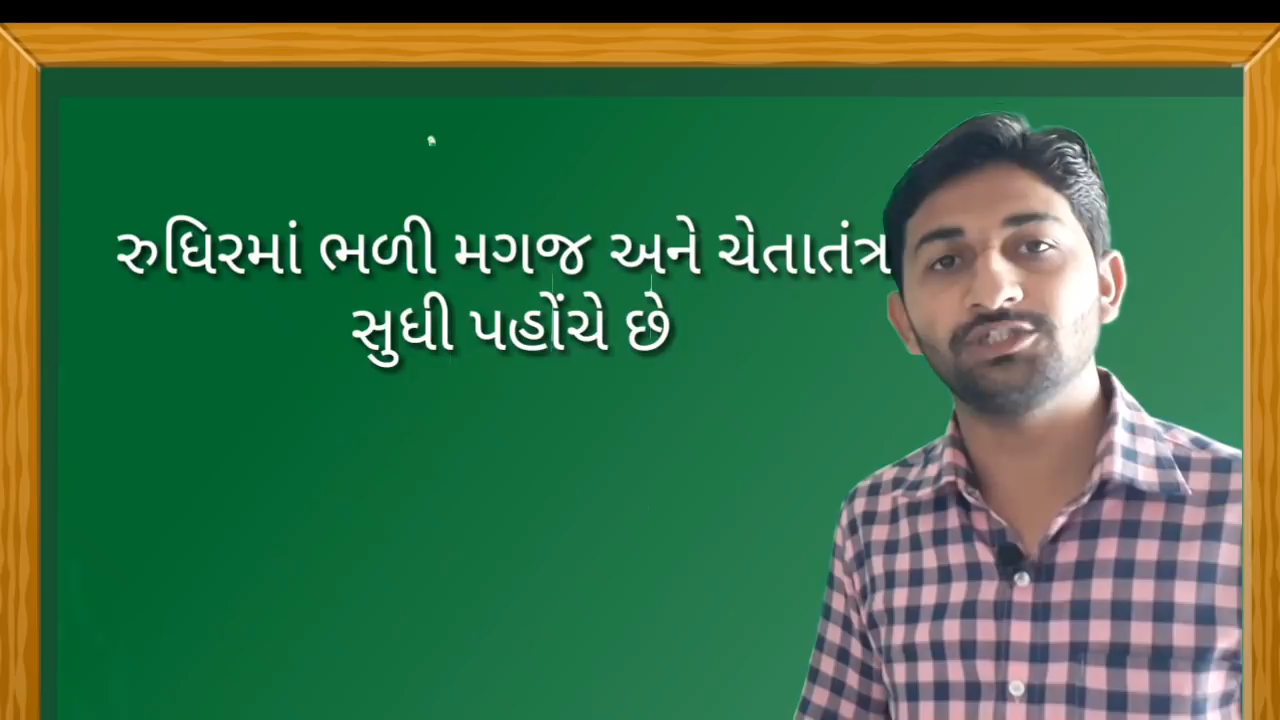 રુધિરમાં ભળી મગજ અને ચેતાતંત્ર
સુધી પહોંચે છે